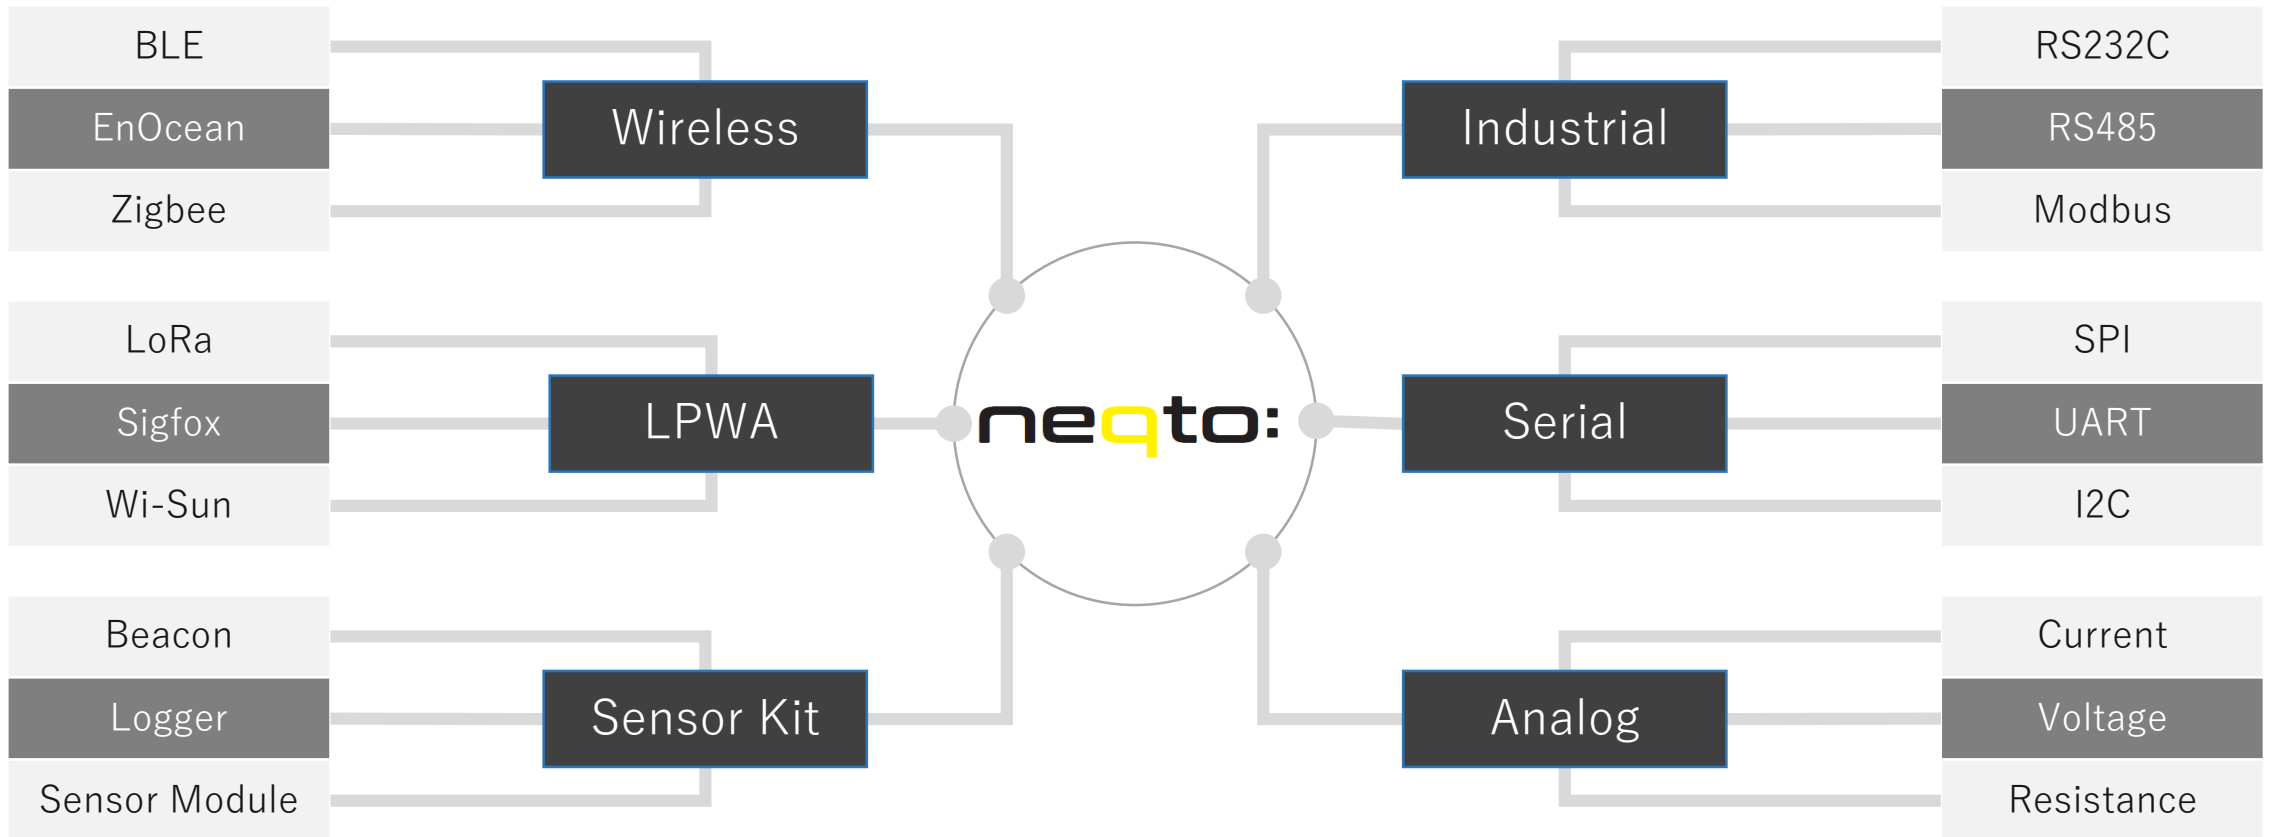 BLE
EnOcean
Zigbee
Wireless
LoRa
Sigfox
Wi-Sun
LPWA
Beacon
Logger
Sensor Module
Sensor Kit
neqto:
Industrial
RS232C
RS485
Modbus
Serial
SPI
UART
I2C
Analog
Current
Voltage
Resistance